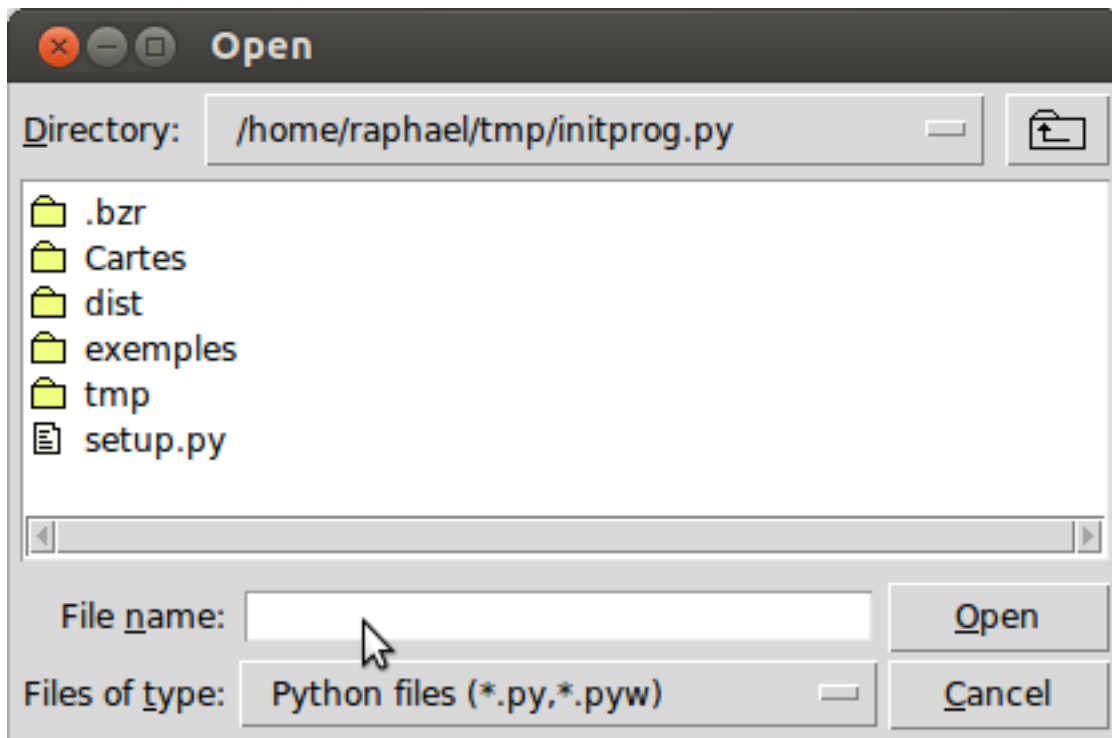 Open
Directory: /home/raphael/tmp/initprog.py
.bzr
Cartes
dist
exemples
tmp
setup.py
File name: Open
Files of type: Python files (*.py,*.pyw) Cancel